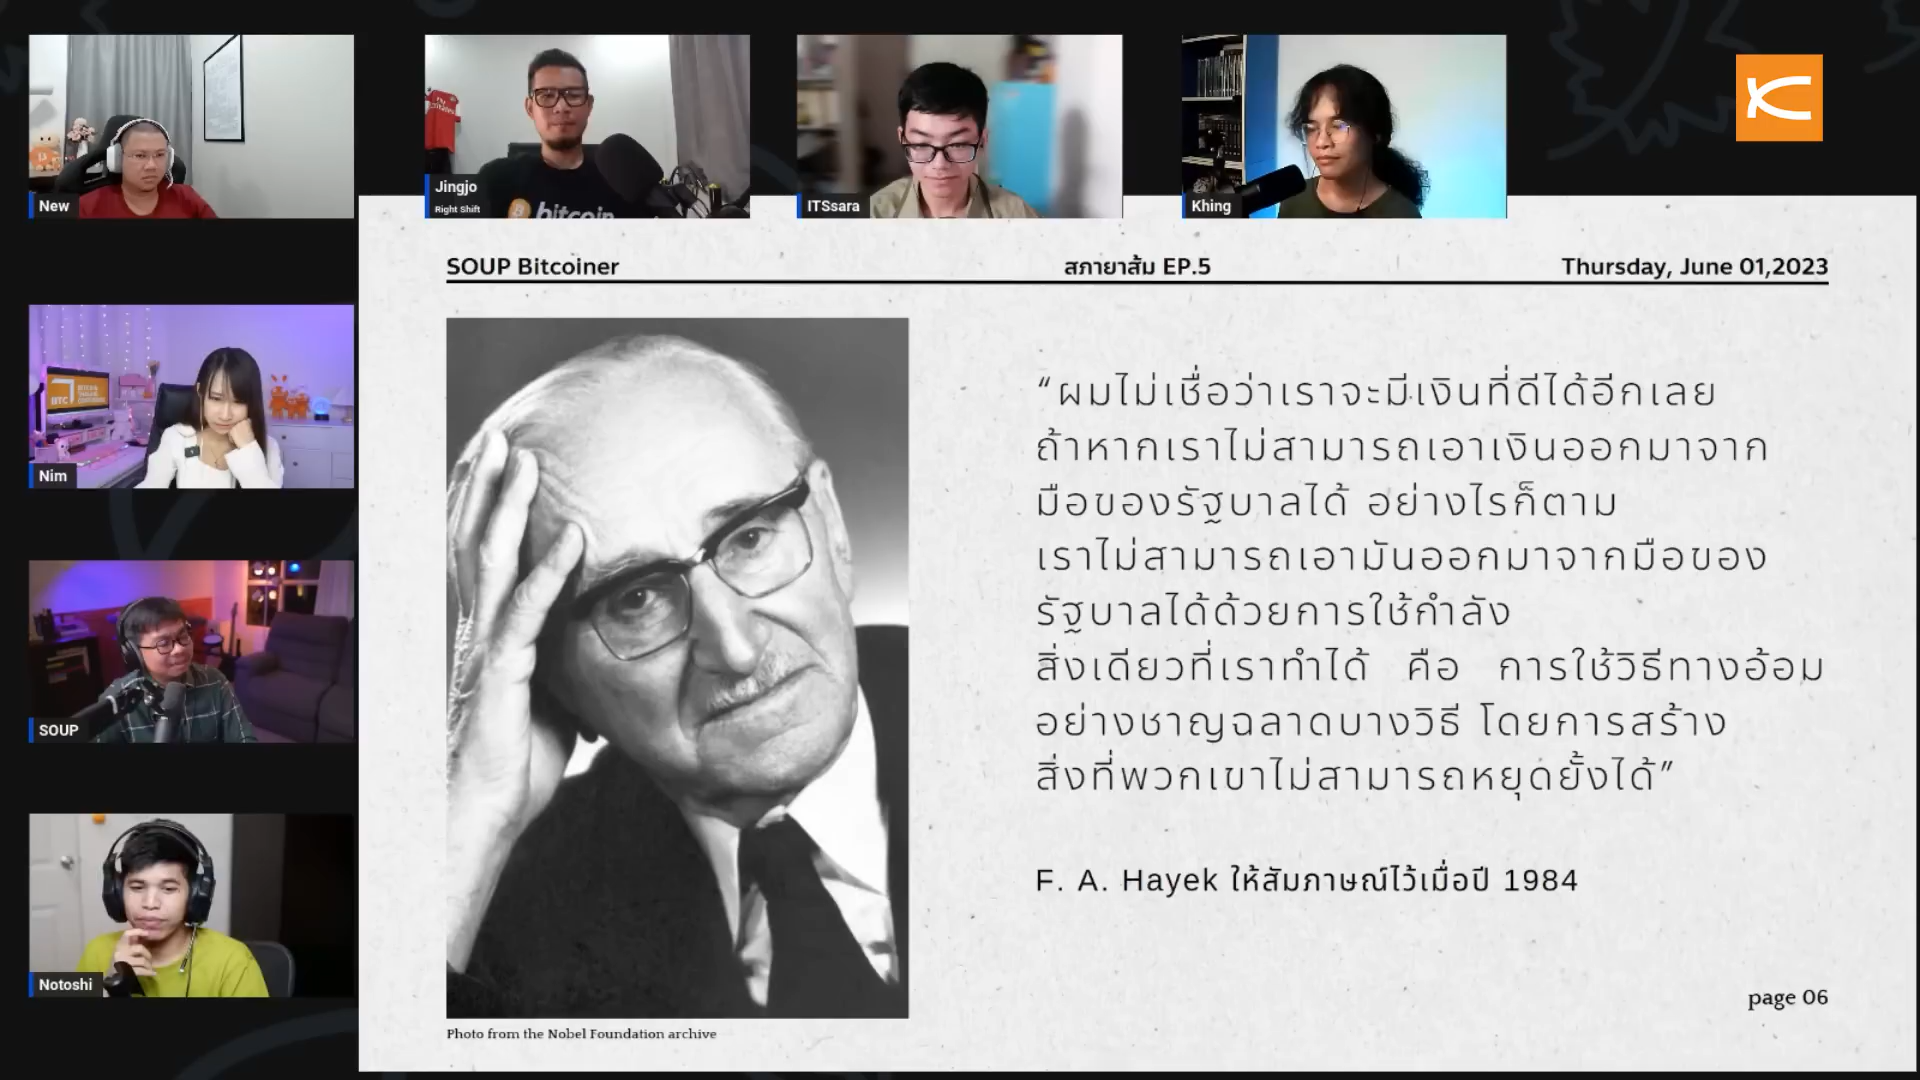 New
Jingjo
Right Shift
bitcoin
ITSsara
Khing
Nim
SOUP
Notoshi
SOUP Bitcoiner
สภายาส้ม EP.5
Thursday, June 01,2023
“ผมไม่เชื่อว่าเราจะมีเงินที่ดีได้อีกเลย
ถ้าหากเราไม่สามารถเอาเงินออกมาจาก
มือของรัฐบาลได้ อย่างไรก็ตาม
เราไม่สามารถเอามันออกมาจากมือของ
รัฐบาลได้ด้วยการใช้กำลัง
สิ่งเดียวที่เราทำได้ คือ การใช้วิธีทางอ้อม
อย่างชาญฉลาดบางวิธี โดยการสร้าง
สิ่งที่พวกเขาไม่สามารถหยุดยั้งได้”
F. A. Hayek ให้สัมภาษณ์ไว้เมื่อปี 1984
page 06
Photo from the Nobel Foundation archive